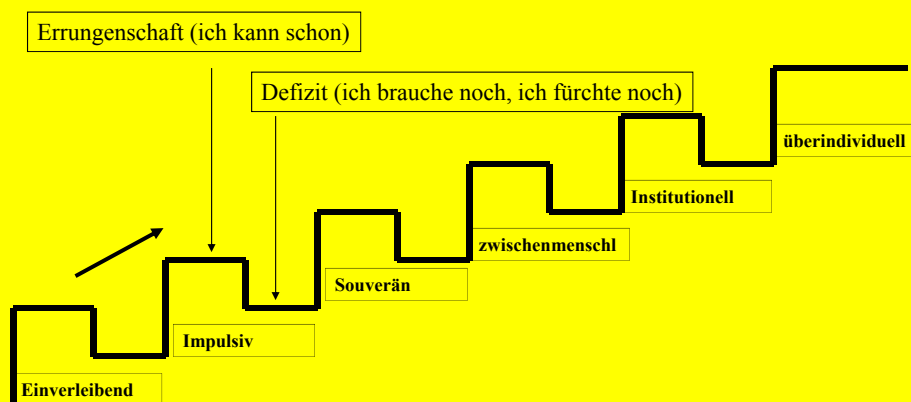 Errungenschaft (ich kann schon)
Defizit (ich brauche noch, ich fürchte noch)
überindividuell
Institutionell
zwischenmenschl
Souverän
Impulsiv
Einverleibend